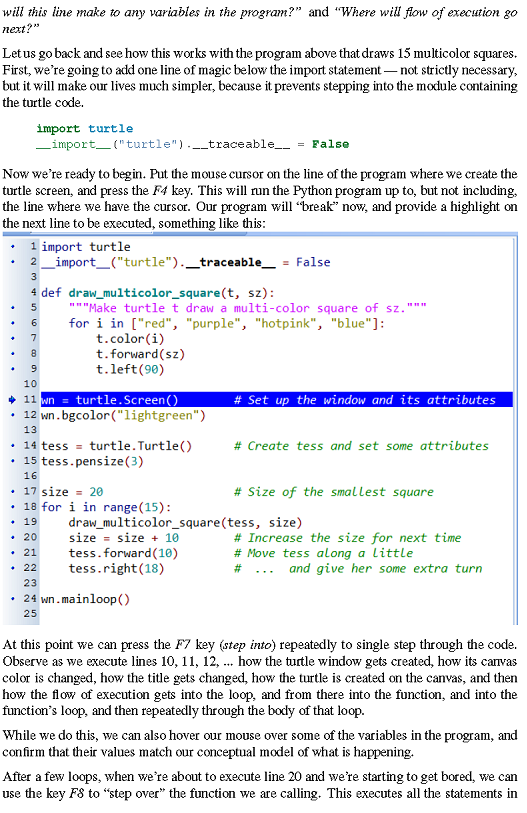 will this line make to any variables in the program?” and “Where will flow of execution go
next?”
Let us go back and see how this works with the program above that draws 15 multicolor squares.
First, we’re going to add one line of magic below the import statement — not strictly necessary,
but it will make our lives much simpler, because it prevents stepping into the module containing
the turtle code.
import turtle
__import__("turtle").__traceable__ = False
Now we’re ready to begin. Put the mouse cursor on the line of the program where we create the
turtle screen, and press the F4 key. This will run the Python program up to, but not including,
the line where we have the cursor. Our program will “break” now, and provide a highlight on
the next line to be executed, something like this:
1 import turtle
2 __import__("turtle").__traceable__ = False
3
4 def draw_multicolor_square(t, sz):
5 """Make turtle t draw a multi-color square of sz."""
6 for i in ["red", "purple", "hotpink", "blue"]:
7 t.color(i)
8 t.forward(sz)
9 t.left(90)
10
11 wn = turtle.Screen() # Set up the window and its attributes
12 wn.bgcolor("lightgreen")
13
14 tess = turtle.Turtle() # Create tess and set some attributes
15 tess.pensize(3)
16
17 size = 20 # Size of the smallest square
18 for i in range(15):
19 draw_multicolor_square(tess, size)
20 size = size + 10 # Increase the size for next time
21 tess.forward(10) # Move tess along a little
22 tess.right(18) # ... and give her some extra turn
23
24 wn.mainloop()
25
At this point we can press the F7 key (step into) repeatedly to single step through the code.
Observe as we execute lines 10, 11, 12, ... how the turtle window gets created, how its canvas
color is changed, how the title gets changed, how the turtle is created on the canvas, and then
how the flow of execution gets into the loop, and from there into the function, and into the
function’s loop, and then repeatedly through the body of that loop.
While we do this, we can also hover our mouse over some of the variables in the program, and
confirm that their values match our conceptual model of what is happening.
After a few loops, when we’re about to execute line 20 and we’re starting to get bored, we can
use the key F8 to “step over” the function we are calling. This executes all the statements in